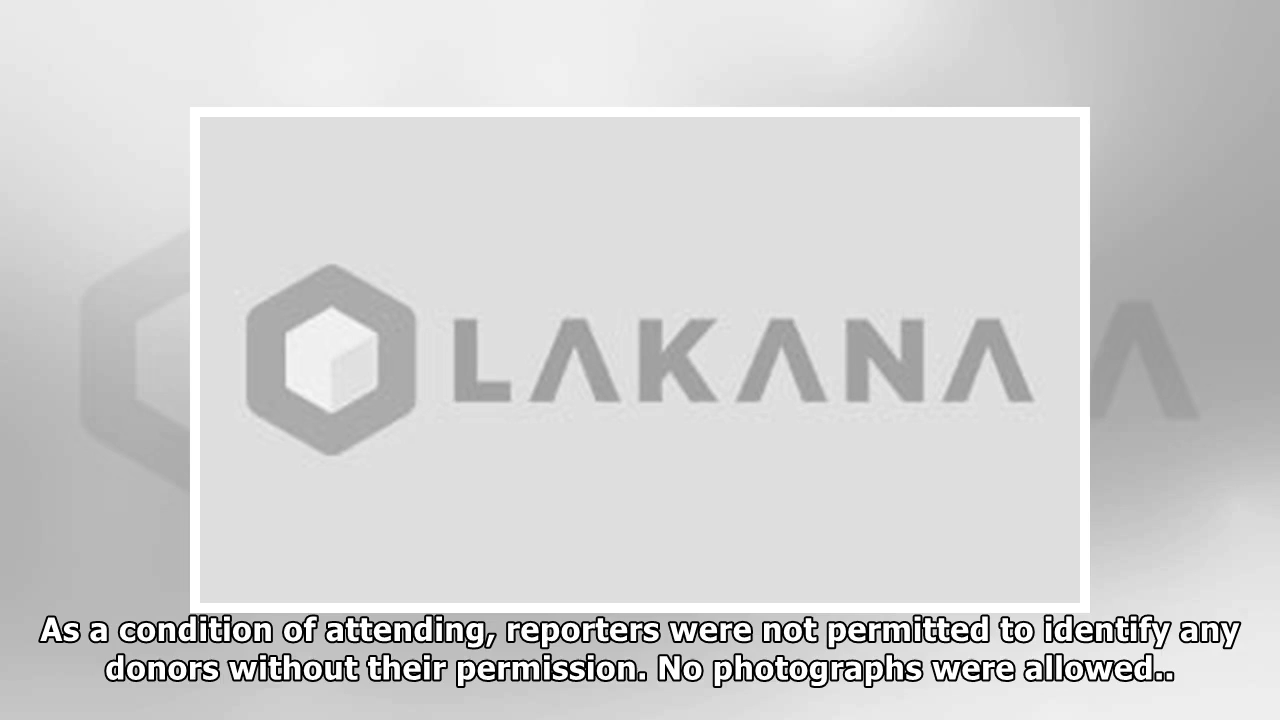 LAKANA
As a condition of attending, reporters were not permitted to identify any
donors without their permission. No photographs were allowed..